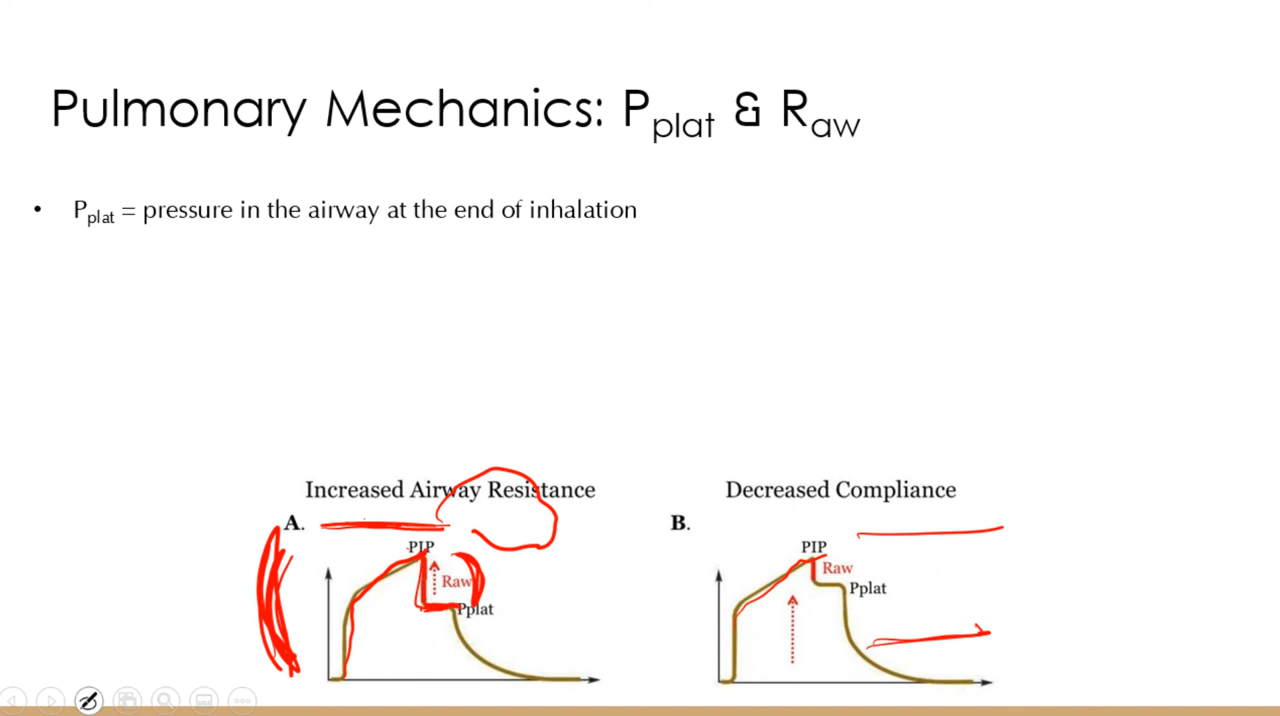 Pulmonary Mechanics: Pplat & Raw
• Pplat = pressure in the airway at the end of inhalation
Increased Airway Resistance
A.
PIP
Raw
Pplat
Decreased Compliance
B.
PIP
Raw
Pplat